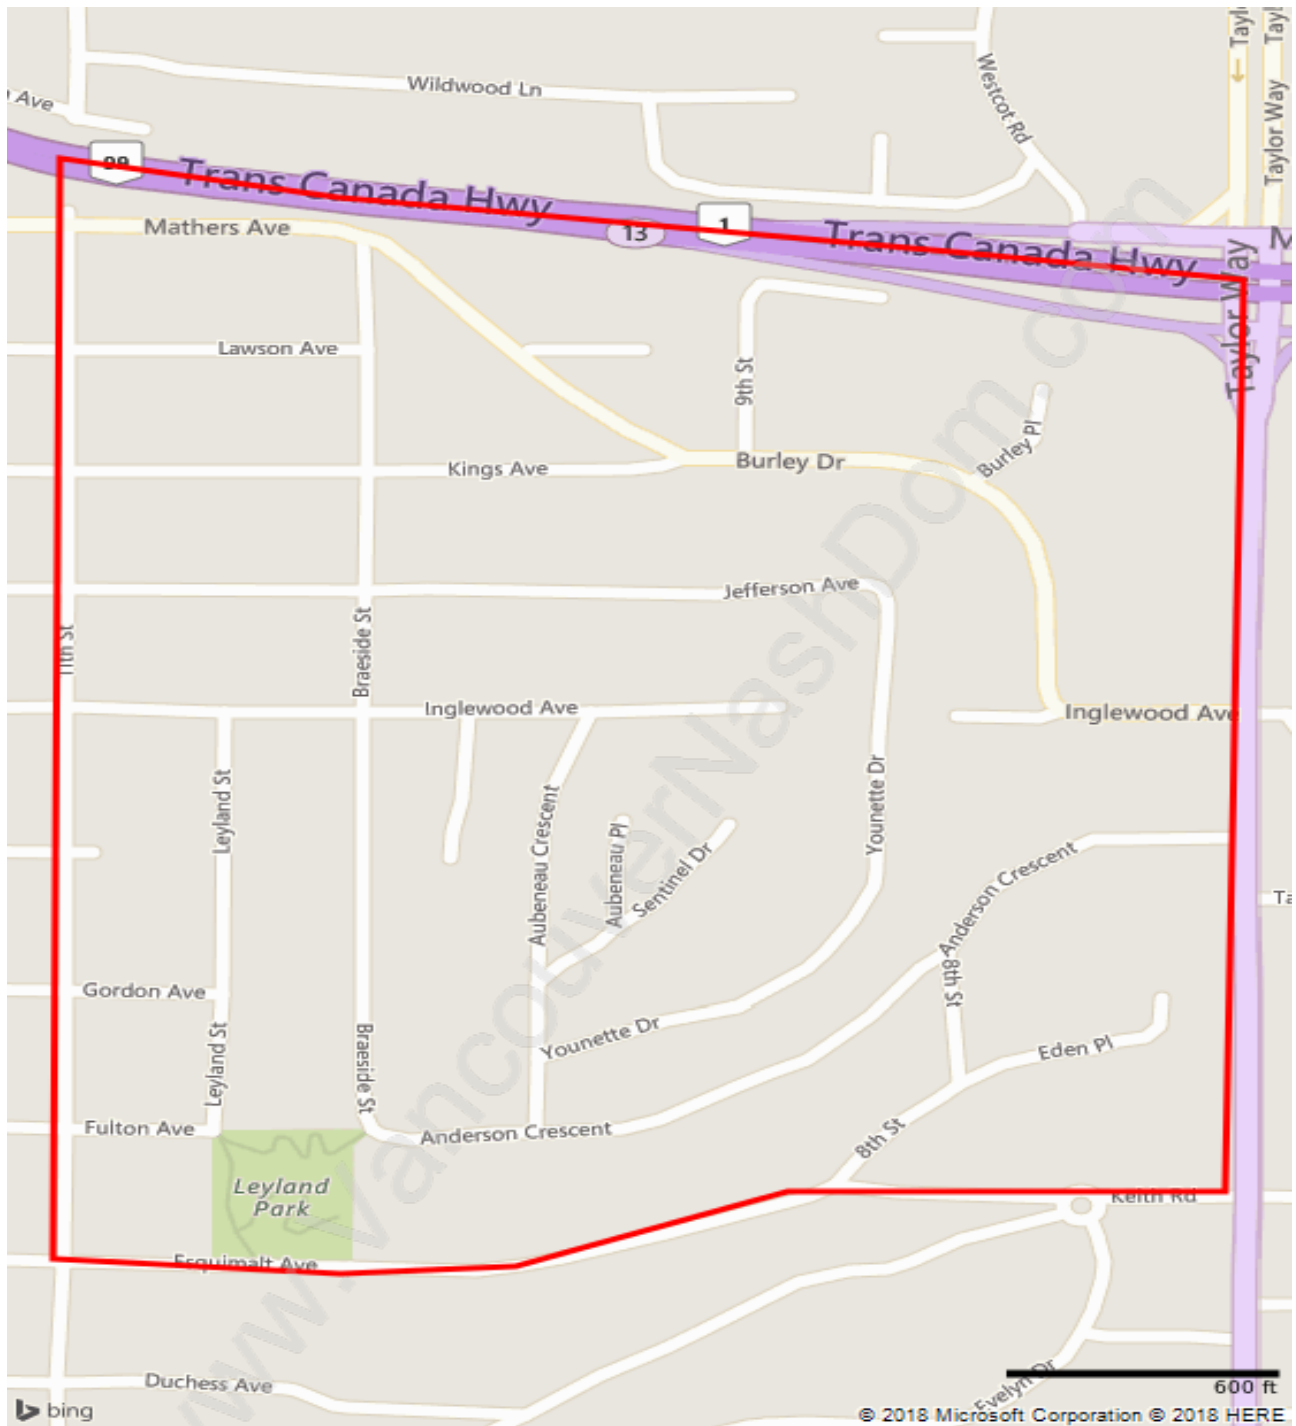 Taylor
Taylor
Wildwood Ln
Westcot Rd
Ave
Taylor Way
99
Trans Canada Hwy
1
Mathers Ave
13
Trans Canada Hwy
Taylor Way
Lawson Ave
9th St
Burley Pl
Kings Ave
Burley Dr
Jefferson Ave
11th St
Braeside St
Inglewood Ave
Inglewood Ave
Leyland St
Aubeneau Crescent
Aubeneau Pl
Sentinel Dr
Younette Dr
Anderson Crescent
8th St
Gordon Ave
Leyland St
Braeside St
Younette Dr
Eden Pl
Fulton Ave
Anderson Crescent
8th St
Leyland
Park
Keith Rd
Esquimalt Ave
Duchess Ave
Evelyn Dr
600 ft
bing
© 2018 Microsoft Corporation © 2018 HERE
www.VancouverNashDom.com